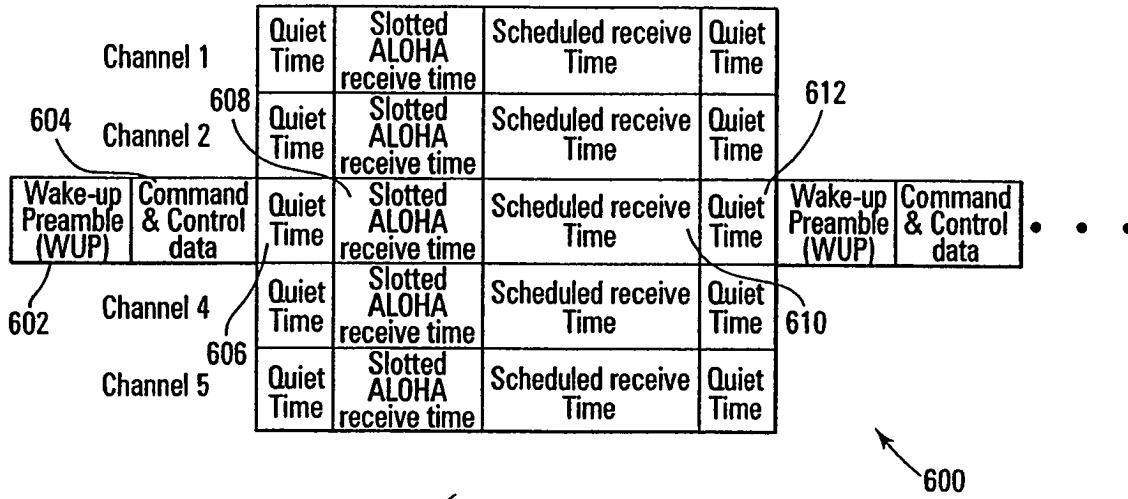 Channel 1
Quiet Time
Slotted ALOHA receive time
Scheduled receive Time
Quiet Time
608
612
604
Channel 2
Quiet Time
Slotted ALOHA receive time
Scheduled receive Time
Quiet Time
Wake-up Preamble (WUP)
Command & Control data
Quiet Time
Slotted ALOHA receive time
Scheduled receive Time
Quiet Time
Wake-up Preamble (WUP)
Command & Control data
• • •
602
Channel 4
606
Quiet Time
Slotted ALOHA receive time
Scheduled receive Time
Quiet Time
610
Channel 5
Quiet Time
Slotted ALOHA receive time
Scheduled receive Time
Quiet Time
600